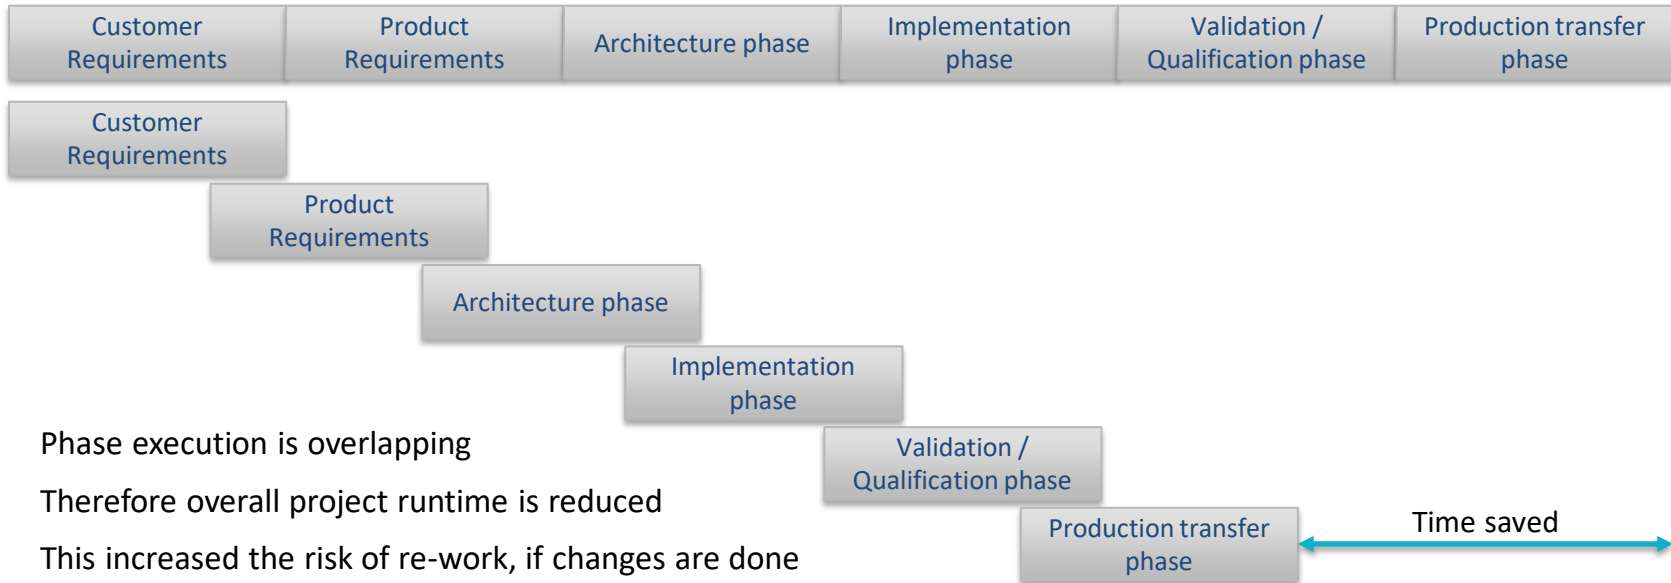 Customer
Requirements
Product
Requirements
Architecture phase
Implementation
phase
Validation /
Qualification phase
Production transfer
phase
Customer
Requirements
Product
Requirements
Architecture phase
Implementation
phase
Validation /
Qualification phase
Production transfer
phase
Time saved
Phase execution is overlapping
Therefore overall project runtime is reduced
This increased the risk of re-work, if changes are done